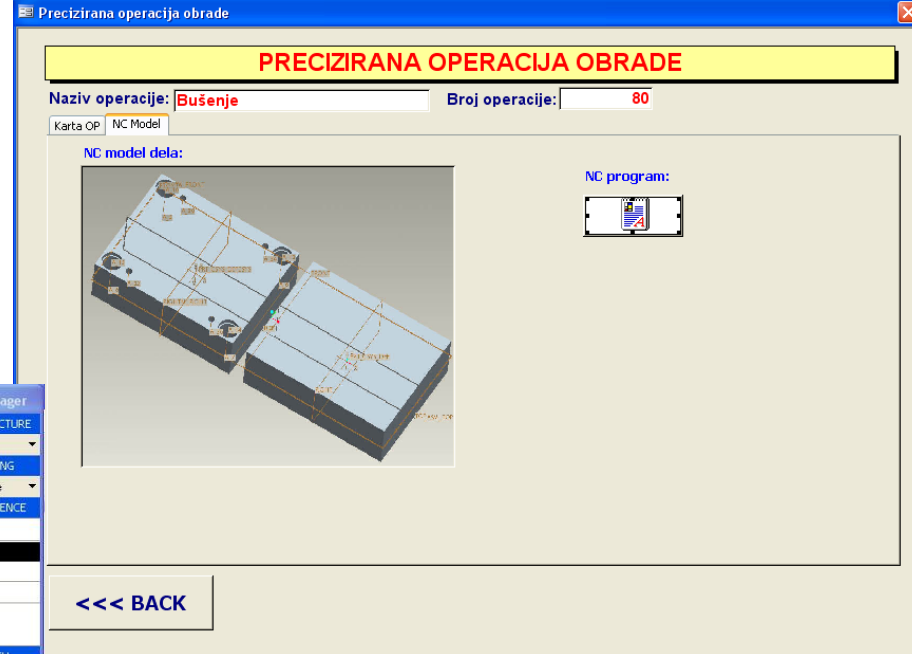 Precizirana operacija obrade
PRECIZIRANA OPERACIJA OBRADE
Naziv operacije: Bušenje Broj operacije: 80
Karta OP NC Model
NC model dela:
NC program:
FRONT
ager
CTURE
NG
e
ENCE
<<< BACK